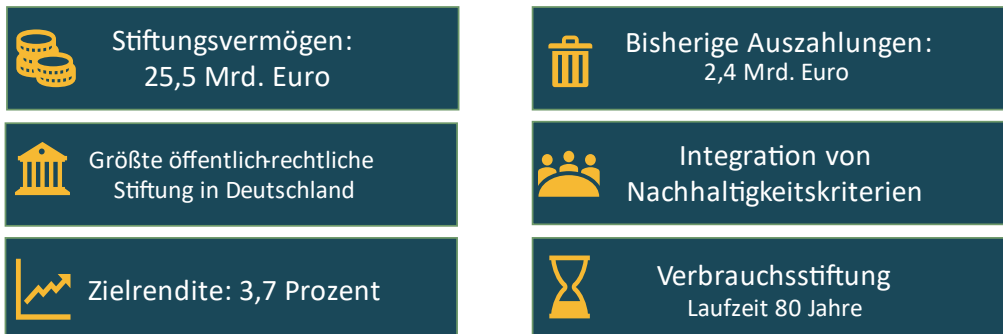 Stiftungsvermögen:
25,5 Mrd. Euro
Bisherige Auszahlungen:
2,4 Mrd. Euro
Größte öffentlich-rechtliche
Stiftung in Deutschland
Integration von
Nachhaltigkeitskriterien
Zielrendite: 3,7 Prozent
Verbrauchsstiftung
Laufzeit 80 Jahre